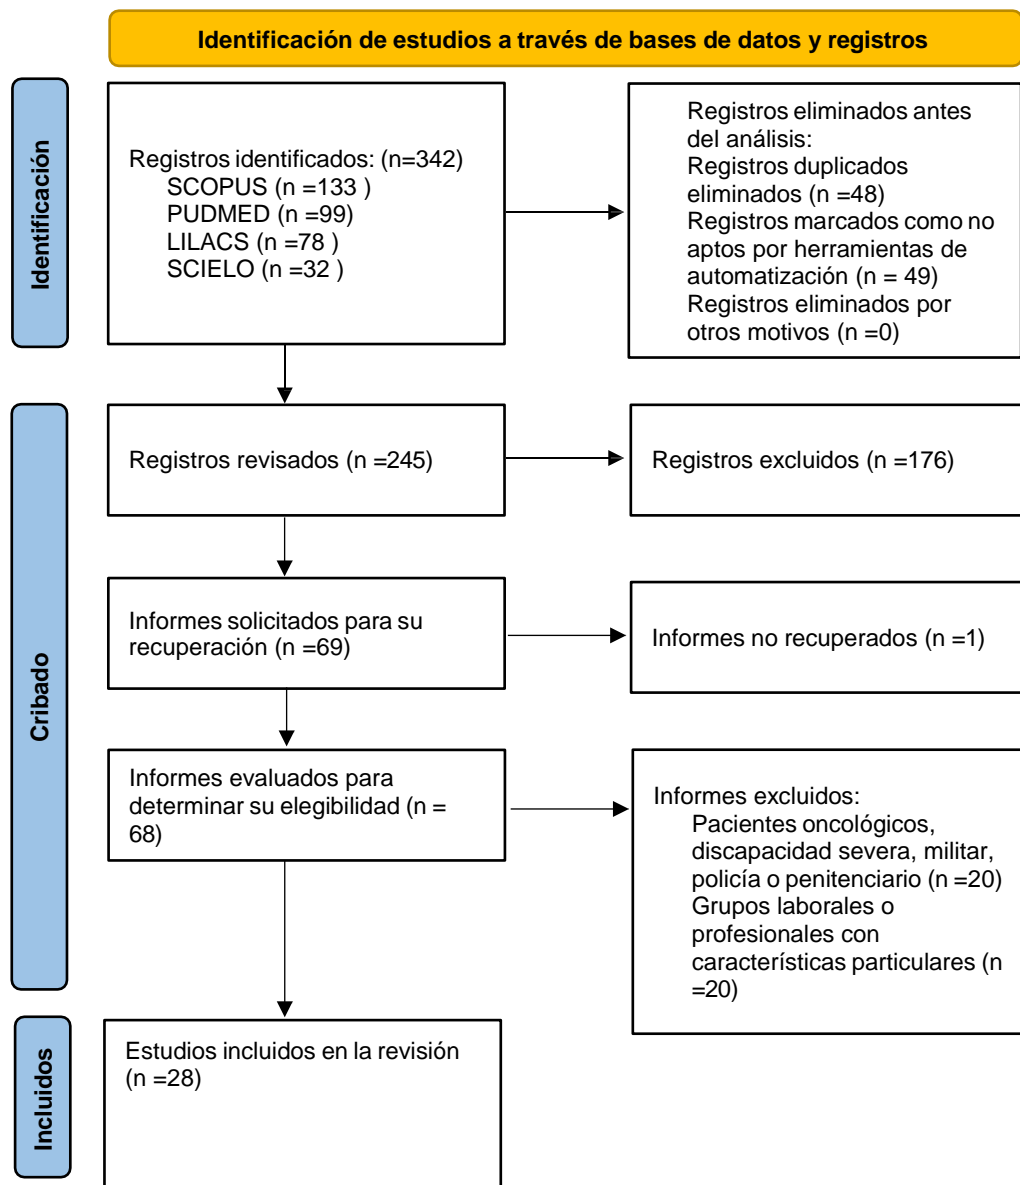 Identificación de estudios a través de bases de datos y registros
Identificación
Registros identificados: (n=342)
SCOPUS (n =133 )
PUDMED (n =99)
LILACS (n =78 )
SCIELO (n =32 )
Registros eliminados antes
del análisis:
Registros duplicados
eliminados (n =48)
Registros marcados como no
aptos por herramientas de
automatización (n = 49)
Registros eliminados por
otros motivos (n =0)
Cribado
Registros revisados (n =245)
Registros excluidos (n =176)
Informes solicitados para su
recuperación (n =69)
Informes no recuperados (n =1)
Informes evaluados para
determinar su elegibilidad (n =
68)
Informes excluidos:
Pacientes oncológicos,
discapacidad severa, militar,
policía o penitenciario (n =20)
Grupos laborales o
profesionales con
características particulares (n
=20)
Incluidos
Estudios incluidos en la revisión
(n =28)